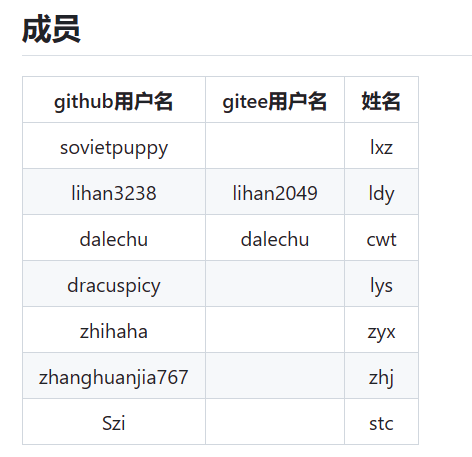 成员
github用户名 gitee用户名 姓名
sovietpuppy lxz
lihan3238 lihan2049 ldy
dalechu dalechu cwt
dracuspicy lys
zhihaha zyx
zhanghuanjia767 zhj
Szi stc